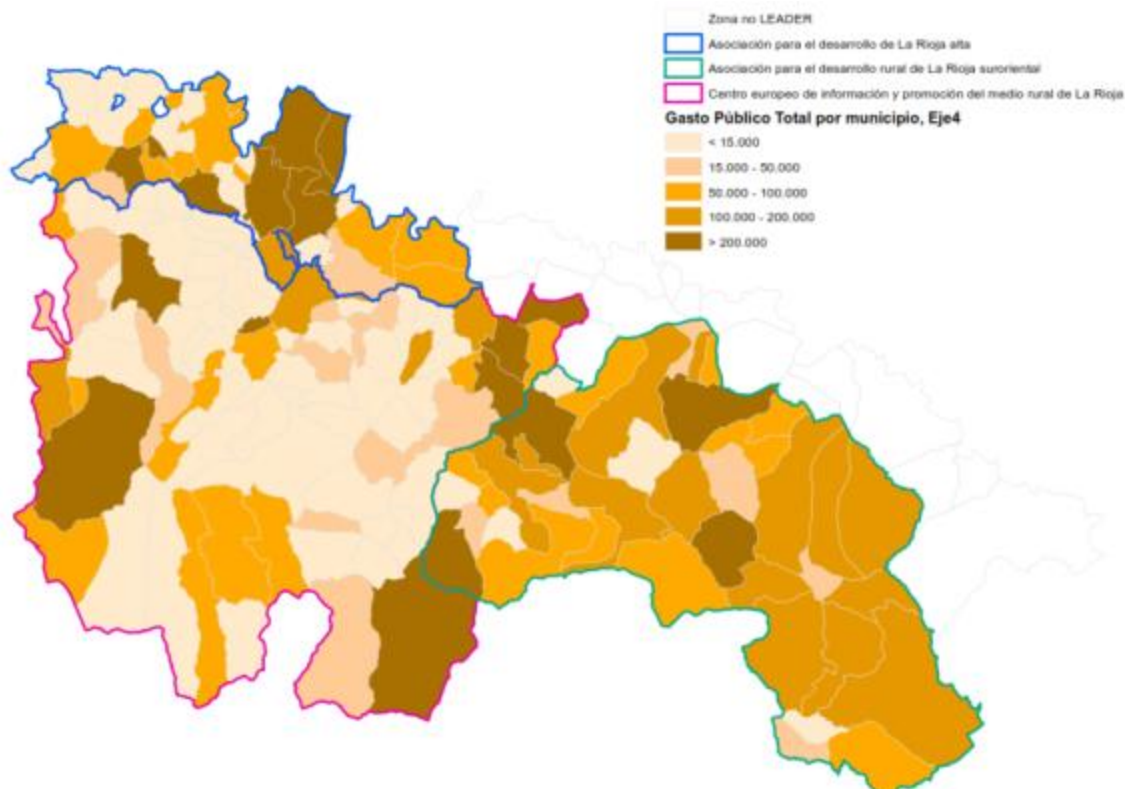 Zona no LEADER
Asociación para el desarrollo de La Rioja alta
Asociación para el desarrollo rural de La Rioja suroriental
Centro europeo de información y promoción del medio rural de La Rioja
Gasto Público Total por municipio, Eje4
< 15.000
15.000 - 50.000
50.000 - 100.000
100.000 - 200.000
> 200.000